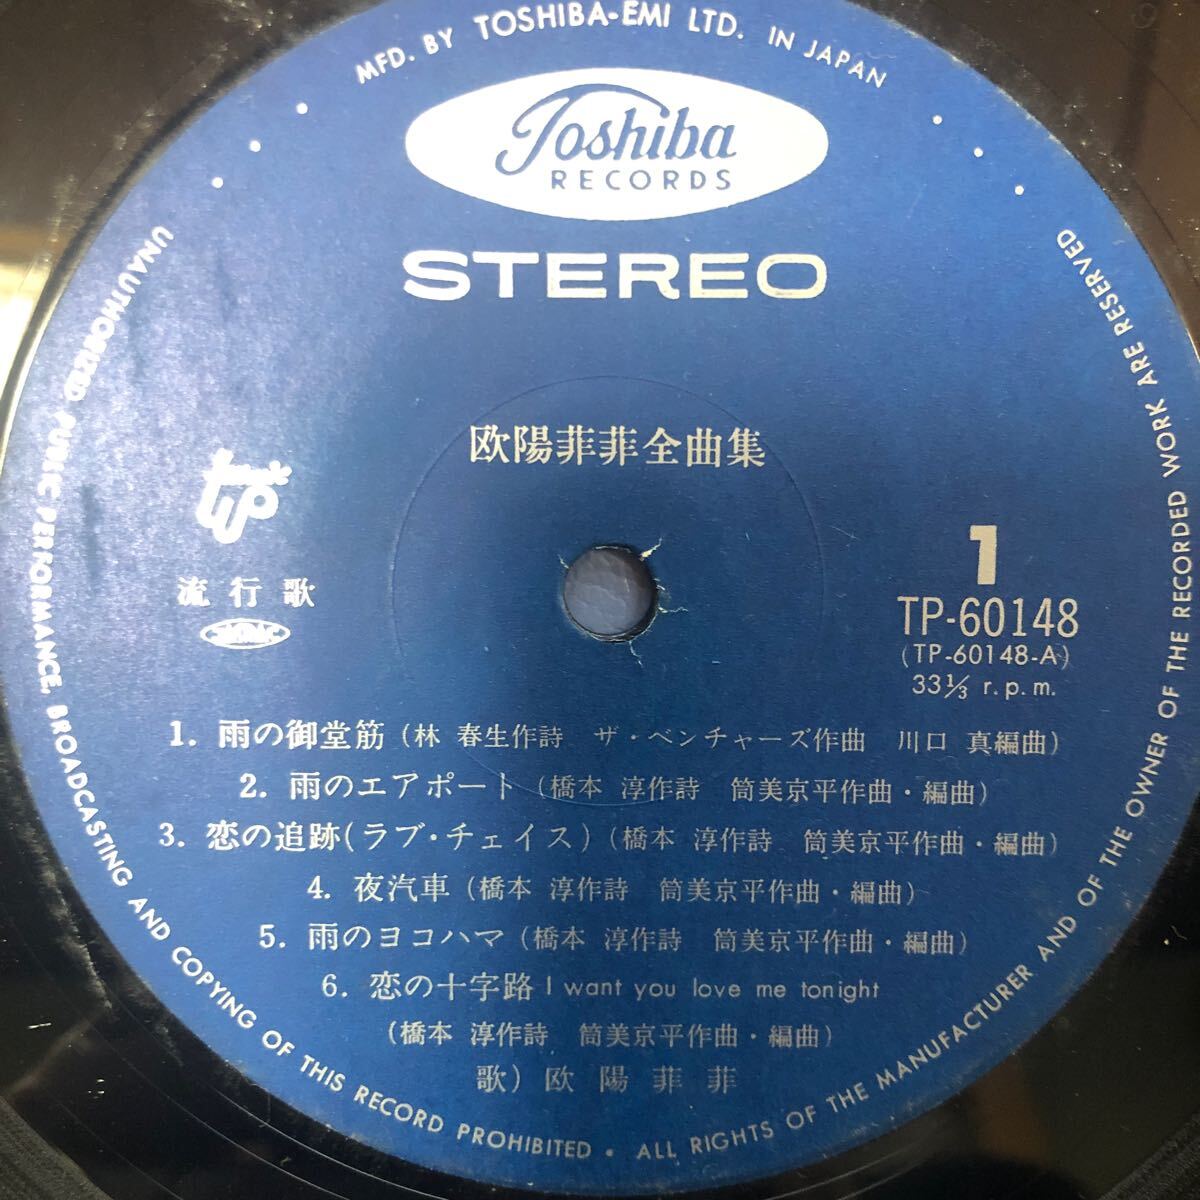 MFD. BY TOSHIBA-EMI LTD. IN JAPAN
Toshiba
RECORDS
STEREO
欧陽菲菲全曲集
流行歌
1
TP-60148
(TP-60148-A)
33⅓ r.p.m.
1. 雨の御堂筋 (林 春生作詩 ザ・ベンチャーズ作曲 川口 真編曲)
2. 雨のエアポート (橋本 淳作詩 筒美京平作曲・編曲)
3. 恋の追跡(ラブ・チェイス) (橋本 淳作詩 筒美京平作曲・編曲)
4. 夜汽車 (橋本 淳作詩 筒美京平作曲・編曲)
5. 雨のヨコハマ (橋本 淳作詩 筒美京平作曲・編曲)
6. 恋の十字路 I want you love me tonight
(橋本 淳作詩 筒美京平作曲・編曲)
歌) 欧陽菲菲
UNAUTHORIZED PUBLIC PERFORMANCE, BROADCASTING AND COPYING OF THIS RECORD PROHIBITED • ALL RIGHTS OF THE MANUFACTURER AND OF THE OWNER OF THE RECORDED WORK ARE RESERVED